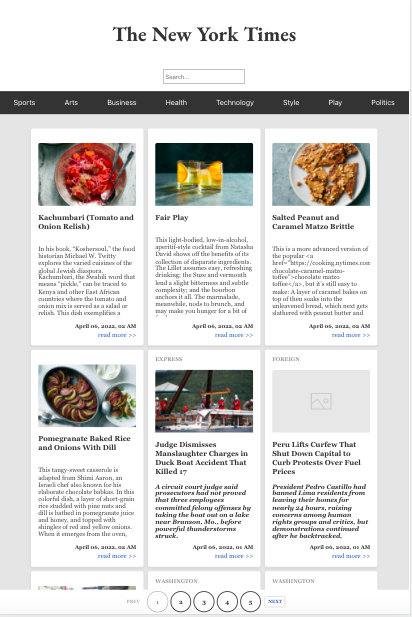 The New York Times
Search...
Sports Arts Business Health Technology Style Play Politics
Kachumbari (Tomato and
Onion Relish)
In his book, “Koshersoul,” the food
historian Michael W. Twitty
explores the varied cuisines of the
global Jewish diaspora.
Kachumbari, the Swahili word that
means “pickle,” can be traced to
Kenya and other East African
countries where the tomato and
onion mix is served as a salad or
relish. This dish exemplifies a
April 06, 2022, 02 AM
read more >>
Fair Play
This light-bodied, low-in-alcohol,
aperitif-style cocktail from Natasha
David shows off the benefits of its
collection of disparate ingredients.
The Lillet assumes easy, refreshing
drinking; the Suze and vermouth
lend a slight bitterness and subtle
complexity; and the bourbon
anchors it all. The marmalade,
meanwhile, nods to brunch, and
may make you hunger for a bit of
April 06, 2022, 02 AM
read more >>
Salted Peanut and
Caramel Matzo Brittle
This is a more advanced version of
the popular <a
href="https://cooking.nytimes.com
chocolate-caramel-matzo-
toffee">chocolate matzo
toffee</a>, but it's still easy to
make: A layer of caramel bakes on
top of then soaks into the
unleavened bread, which next gets
slathered with peanut butter and
April 06, 2022, 02 AM
read more >>
Pomegranate Baked Rice
and Onions With Dill
This tangy-sweet casserole is
adapted from Shimi Aaron, an
Israeli chef also known for his
elaborate chocolate babkas. In this
colorful dish, a layer of short-grain
rice studded with pine nuts and
dill is bathed in pomegranate juice
and honey, and topped with
shingles of red and yellow onions.
When it emerges from the oven,
April 06, 2022, 02 AM
read more >>
EXPRESS
Judge Dismisses
Manslaughter Charges in
Duck Boat Accident That
Killed 17
A circuit court judge said
prosecutors had not proved
that three employees
committed felony offenses by
taking the boat out on a lake
near Branson, Mo., before
powerful thunderstorms
struck.
April 06, 2022, 01 AM
read more >>
FOREIGN
Peru Lifts Curfew That
Shut Down Capital to
Curb Protests Over Fuel
Prices
President Pedro Castillo had
banned Lima residents from
leaving their homes for
nearly 24 hours, raising
concerns among human
rights groups and critics, but
demonstrations continued
after he backtracked.
April 06, 2022, 01 AM
read more >>
WASHINGTON
WASHINGTON
PREV 1 2 3 4 5 NEXT